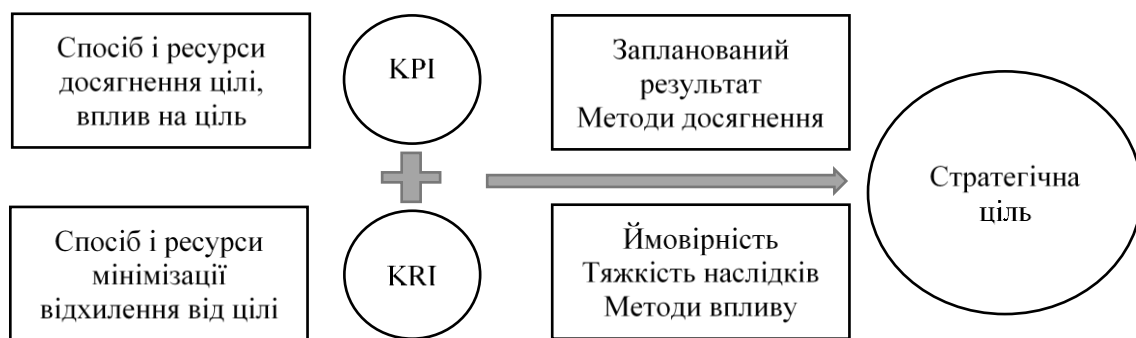 Спосіб і ресурси
досягнення цілі,
вплив на ціль
KPI
Запланований
результат
Методи досягнення
Стратегічна
ціль
Спосіб і ресурси
мінімізації
відхилення від цілі
KRI
Ймовірність
Тяжкість наслідків
Методи впливу